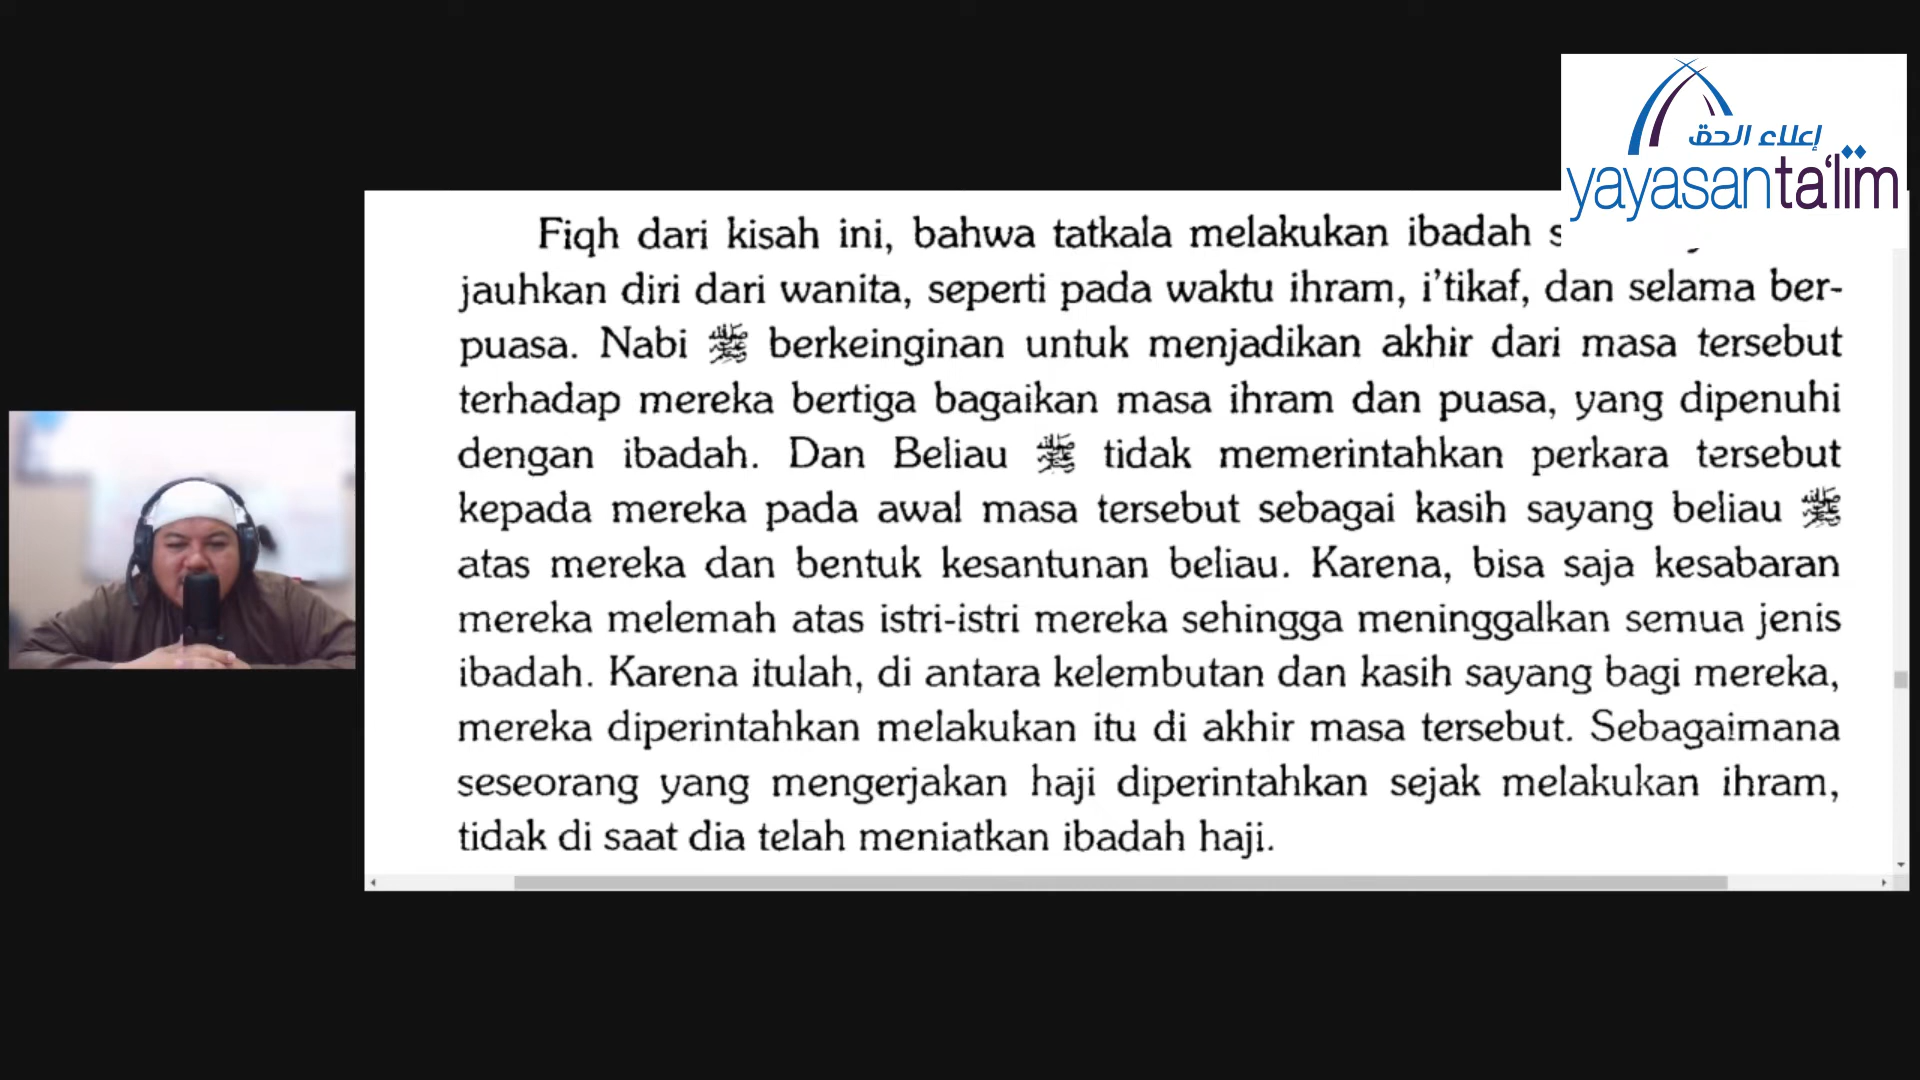 إعلاء الحق
yayasanta'lim
Fiqh dari kisah ini, bahwa tatkala melakukan ibadah
jauhkan diri dari wanita, seperti pada waktu ihram, i'tikaf, dan selama ber-
puasa. Nabi ﷺ berkeinginan untuk menjadikan akhir dari masa tersebut
terhadap mereka bertiga bagaikan masa ihram dan puasa, yang dipenuhi
dengan ibadah. Dan Beliau ﷺ tidak memerintahkan perkara tersebut
kepada mereka pada awal masa tersebut sebagai kasih sayang beliau ﷺ
atas mereka dan bentuk kesantunan beliau. Karena, bisa saja kesabaran
mereka melemah atas istri-istri mereka sehingga meninggalkan semua jenis
ibadah. Karena itulah, di antara kelembutan dan kasih sayang bagi mereka,
mereka diperintahkan melakukan itu di akhir masa tersebut. Sebagaimana
seseorang yang mengerjakan haji diperintahkan sejak melakukan ihram,
tidak di saat dia telah meniatkan ibadah haji.